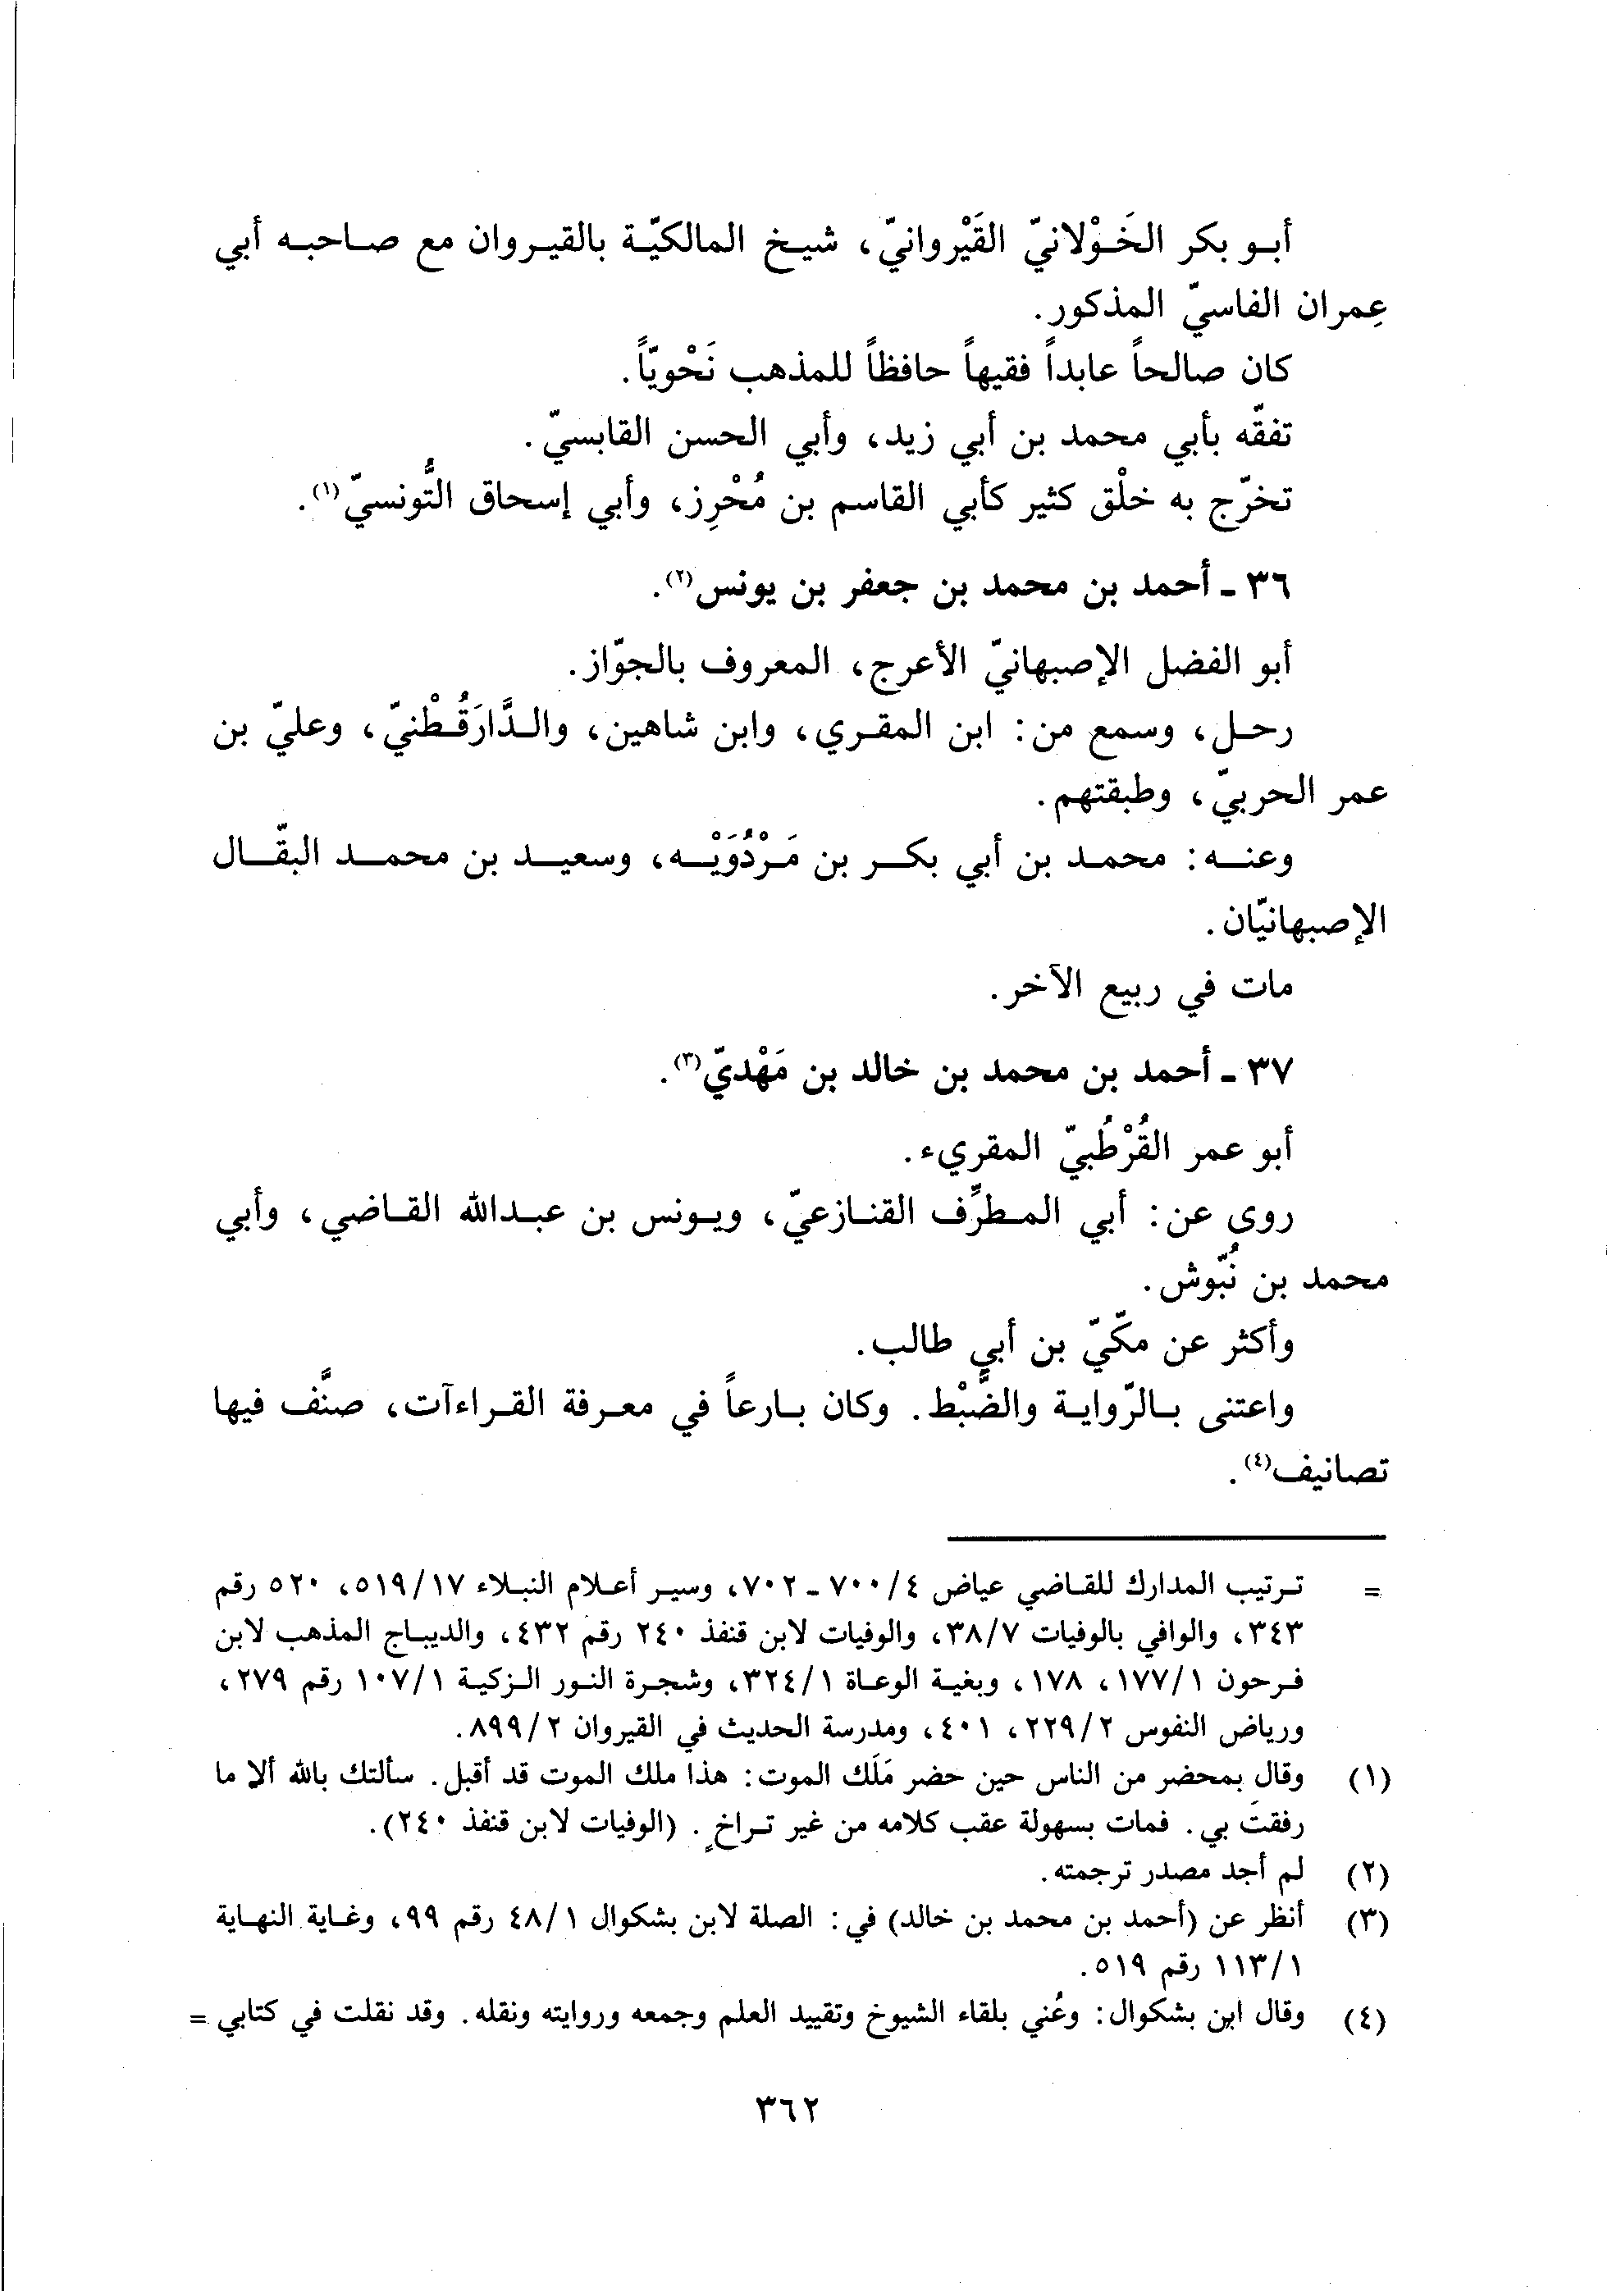 أبو بكر الخَوْلانيّ القَيْروانيّ، شيخ المالكيّة بالقيروان مع صاحبه أبي
عِمران الفاسيّ المذكور.
كان صالحاً عابداً فقيهاً حافظاً للمذهب نَحْويّاً.
تفقّه بأبي محمد بن أبي زيد، وأبي الحسن القابسيّ.
تخرّج به خلْق كثير كأبي القاسم بن مُحْرِز، وأبي إسحاق التُّونسيّ(١).
٣٦ ـ أحمد بن محمد بن جعفر بن يونس(٢).
أبو الفضل الإصبهانيّ الأعرج، المعروف بالجوّاز.
رحل، وسمع من: ابن المقري، وابن شاهين، والدَّارَقُطْنيّ، وعليّ بن
عمر الحربيّ، وطبقتهم.
وعنه: محمد بن أبي بكر بن مَرْدُوَيْه، وسعيد بن محمد البقّال
الإصبهانيّان.
مات في ربيع الآخر.
٣٧ ـ أحمد بن محمد بن خالد بن مَهْديّ(٣).
أبو عمر القُرْطُبيّ المقريء.
روى عن: أبي المطرِّف القنازعيّ، ويونس بن عبدالله القاضي، وأبي
محمد بن نُبّوش.
وأكثر عن مكّيّ بن أبي طالب.
واعتنى بالرّواية والضَّبْط. وكان بارعاً في معرفة القراءآت، صنَّف فيها
تصانيف(٤).
= ترتيب المدارك للقاضي عياض ٧٠٠/٤ ـ ٧٠٢، وسير أعلام النبلاء ٥١٩/١٧، ٥٢٠ رقم
٣٤٣، والوافي بالوفيات ٣٨/٧، والوفيات لابن قنفذ ٢٤٠ رقم ٤٣٢، والديباج المذهب لابن
فرحون ١٧٧/١، ١٧٨، وبغية الوعاة ٣٢٤/١، وشجرة النور الزكية ١٠٧/١ رقم ٢٧٩،
ورياض النفوس ٢٢٩/٢، ٤٠١، ومدرسة الحديث في القيروان ٨٩٩/٢.
(١) وقال بمحضر من الناس حين حضر مَلَك الموت: هذا ملك الموت قد أقبل. سألتك بالله ألا ما
رفقتَ بي. فمات بسهولة عقب كلامه من غير تراخٍ. (الوفيات لابن قنفذ ٢٤٠).
(٢) لم أجد مصدر ترجمته.
(٣) أنظر عن (أحمد بن محمد بن خالد) في: الصلة لابن بشكوال ٤٨/١ رقم ٩٩، وغاية النهاية
١١٣/١ رقم ٥١٩.
(٤) وقال ابن بشكوال: وعُني بلقاء الشيوخ وتقييد العلم وجمعه وروايته ونقله. وقد نقلت في كتابي =
٣٦٢